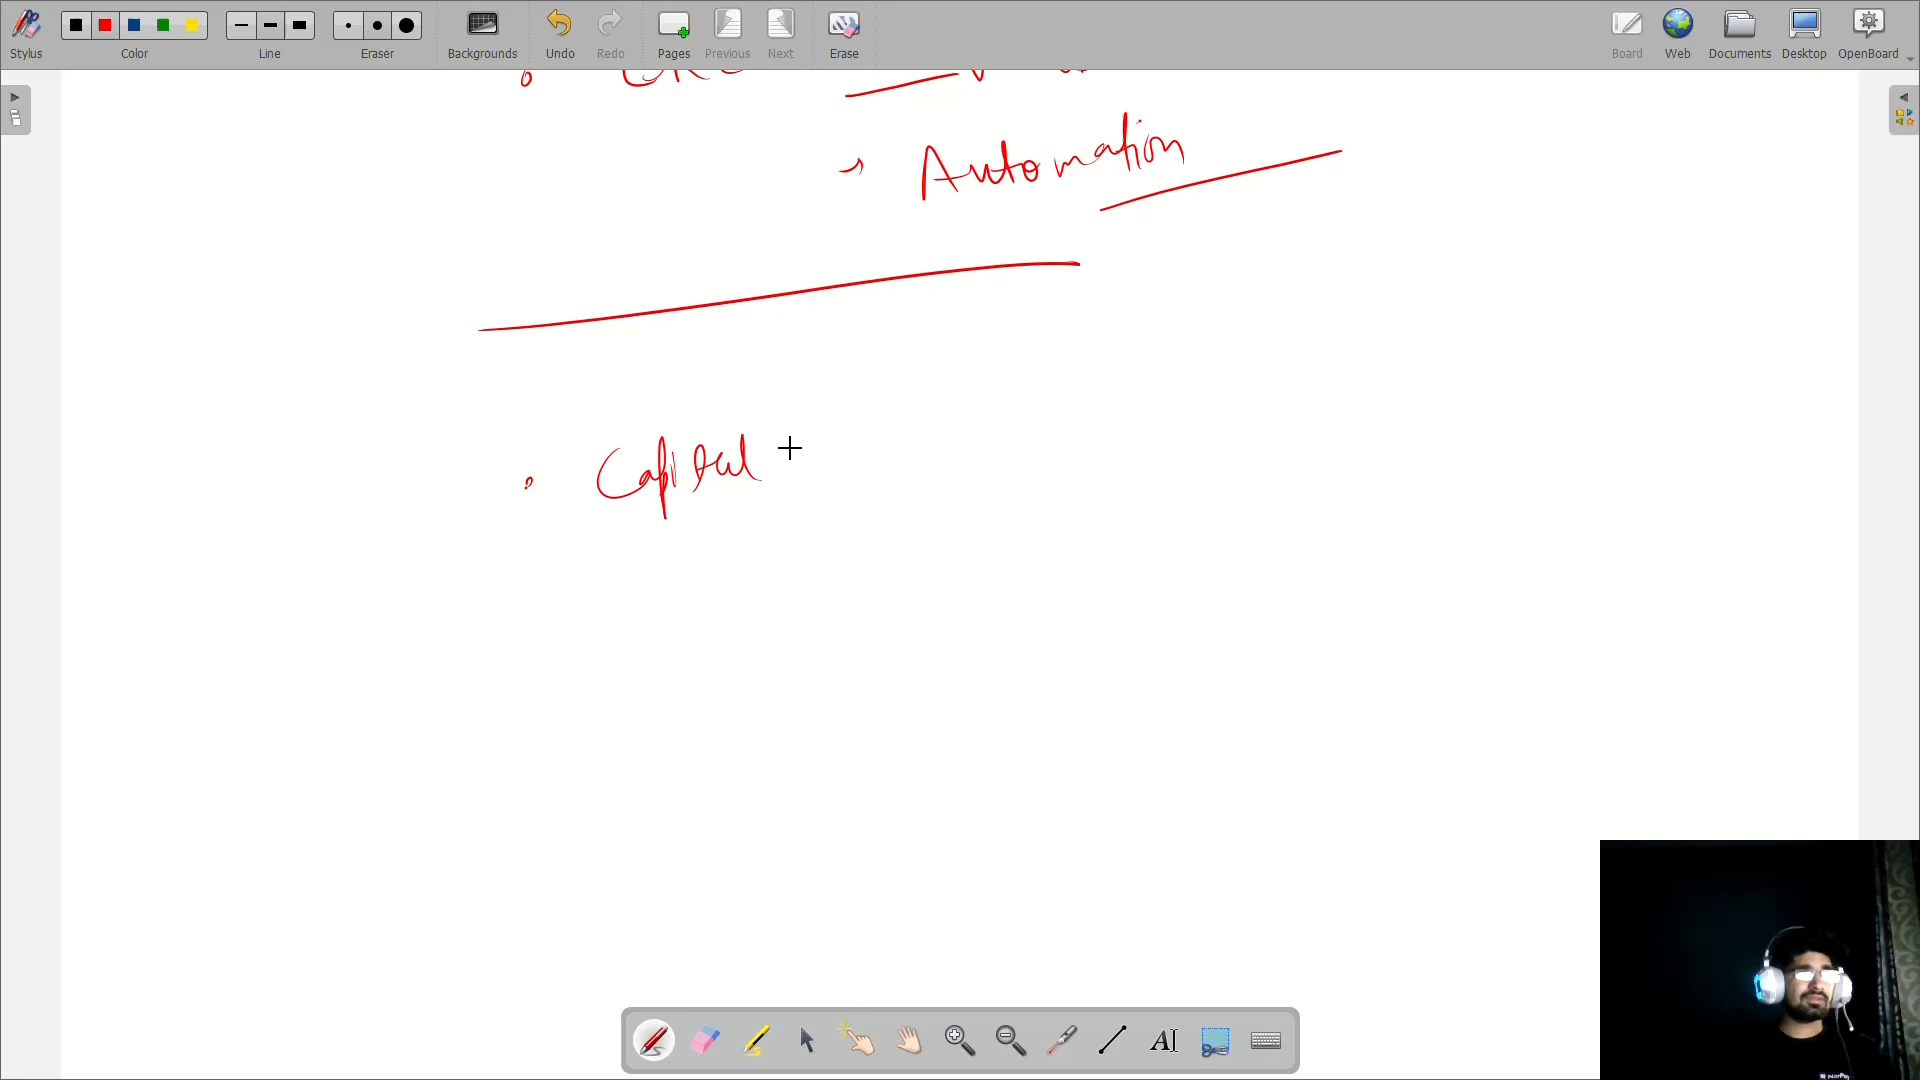 Stylus Color Line Eraser Backgrounds Undo Redo Pages Previous Next Erase Board Web Documents Desktop OpenBoard
Automation
Capital